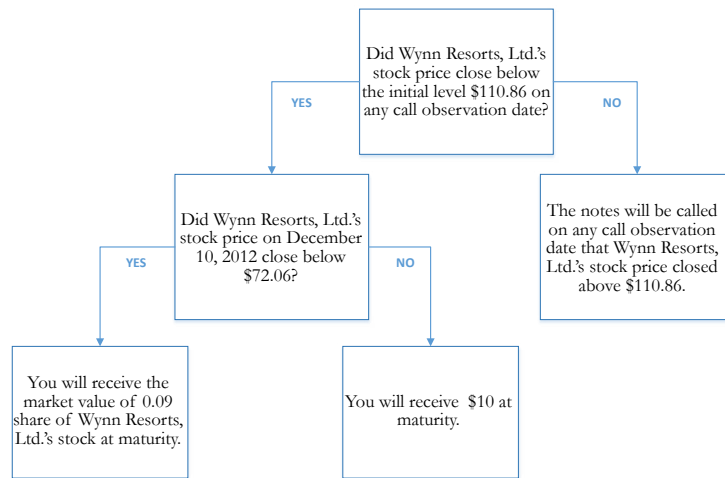 Did Wynn Resorts, Ltd.'s
stock price close below
the initial level $110.86 on
any call observation date?
YES
NO
Did Wynn Resorts, Ltd.'s
stock price on December
10, 2012 close below
$72.06?
The notes will be called
on any call observation
date that Wynn Resorts,
Ltd.'s stock price closed
above $110.86.
YES
NO
You will receive the
market value of 0.09
share of Wynn Resorts,
Ltd.'s stock at maturity.
You will receive $10 at
maturity.